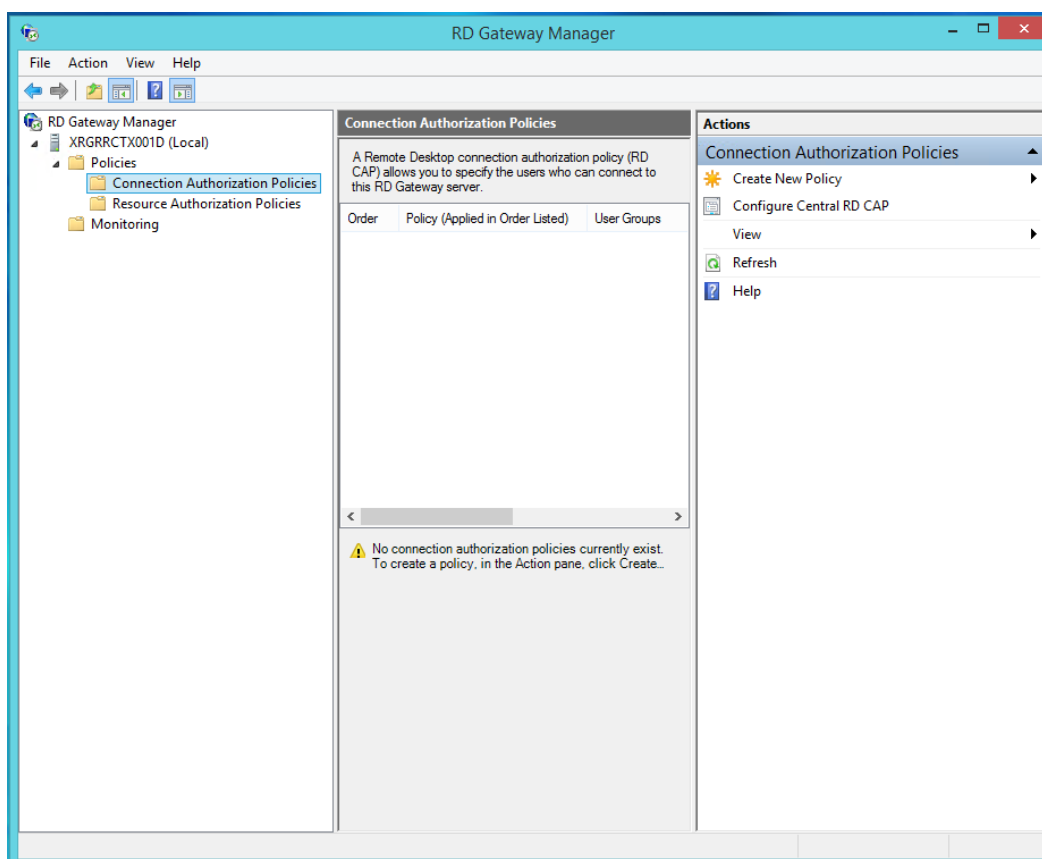 RD Gateway Manager
File Action View Help
RD Gateway Manager
XRGRRCTX001D (Local)
Policies
Connection Authorization Policies
Resource Authorization Policies
Monitoring
Connection Authorization Policies
A Remote Desktop connection authorization policy (RD
CAP) allows you to specify the users who can connect to
this RD Gateway server.
Order Policy (Applied in Order Listed) User Groups
No connection authorization policies currently exist.
To create a policy, in the Action pane, click Create...
Actions
Connection Authorization Policies
Create New Policy
Configure Central RD CAP
View
Refresh
Help